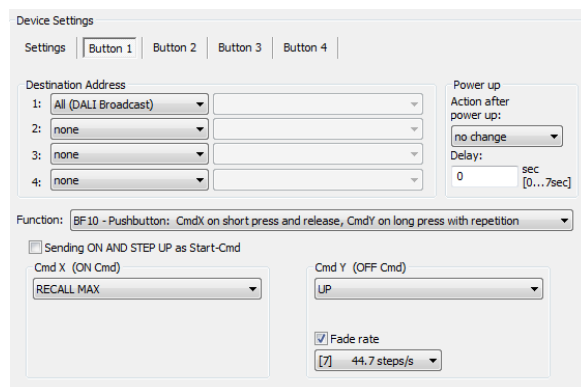 Device Settings
Settings Button 1 Button 2 Button 3 Button 4
Destination Address
1: All (DALI Broadcast)
2: none
3: none
4: none
Power up
Action after
power up:
no change
Delay:
0 sec
[0...7sec]
Function: BF10 - Pushbutton: CmdX on short press and release, CmdY on long press with repetition
Sending ON AND STEP UP as Start-Cmd
Cmd X (ON Cmd)
RECALL MAX
Cmd Y (OFF Cmd)
UP
Fade rate
[7] 44.7 steps/s